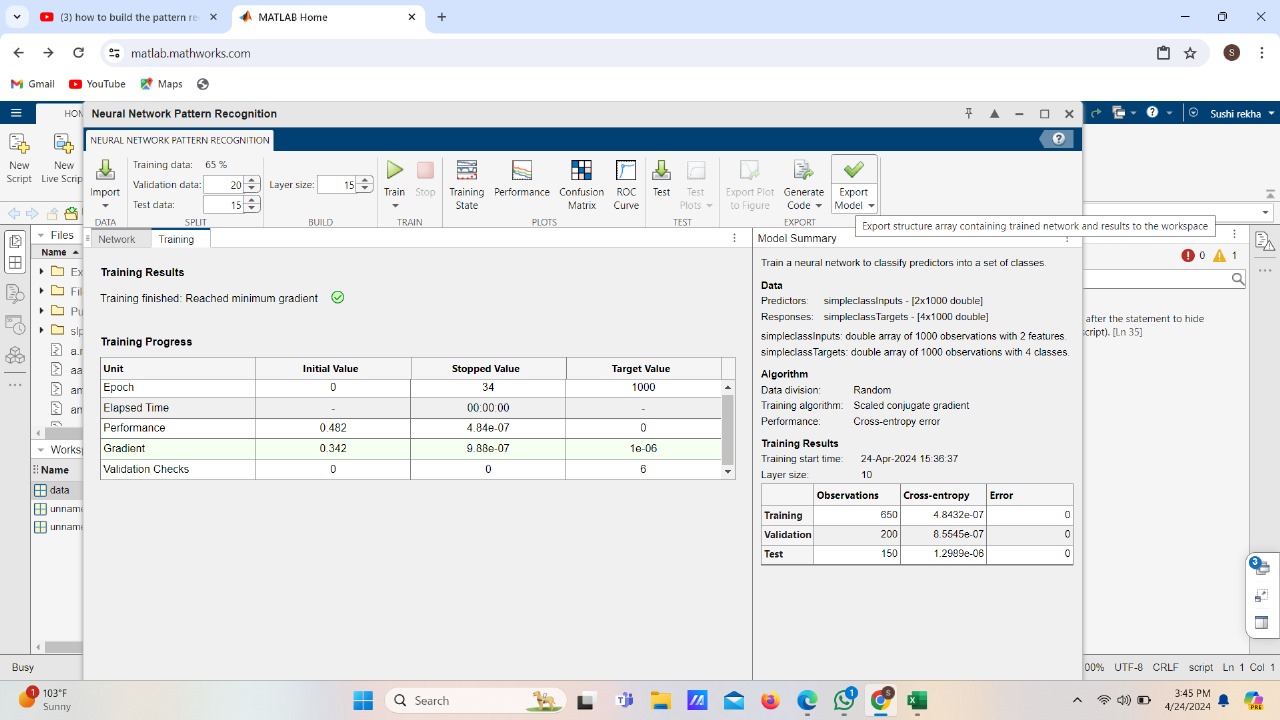 (3) how to build the pattern re
MATLAB Home
matlab.mathworks.com
S
Gmail
YouTube
Maps
HOM
Neural Network Pattern Recognition
Sushi rekha
NEURAL NETWORK PATTERN RECOGNITION
New Script
New Live Scrip
Import
DATA
Training data: 65 %
Validation data: 20
Test data: 15
SPLIT
Layer size: 15
BUILD
Train
Stop
TRAIN
Training State
Performance
Confusion Matrix
ROC Curve
PLOTS
Test
Test Plots
TEST
Export Plot to Figure
Generate Code
Export Model
EXPORT
Export structure array containing trained network and results to the workspace
Files
Name
Ex
Fil
Pu
slp
a.r
aa
am
an
Worksp
Name
data
unname
unname
Network
Training
Training Results
Training finished: Reached minimum gradient
Training Progress
Unit Initial Value Stopped Value Target Value
Epoch 0 34 1000
Elapsed Time - 00:00:00 -
Performance 0.482 4.84e-07 0
Gradient 0.342 9.88e-07 1e-06
Validation Checks 0 0 6
Model Summary
Train a neural network to classify predictors into a set of classes.
Data
Predictors: simpleclassInputs - [2x1000 double]
Responses: simpleclassTargets - [4x1000 double]
simpleclassInputs: double array of 1000 observations with 2 features.
simpleclassTargets: double array of 1000 observations with 4 classes.
Algorithm
Data division: Random
Training algorithm: Scaled conjugate gradient
Performance: Cross-entropy error
Training Results
Training start time: 24-Apr-2024 15:36:37
Layer size: 10
Observations Cross-entropy Error
Training 650 4.8432e-07 0
Validation 200 8.5545e-07 0
Test 150 1.2989e-06 0
0 1
after the statement to hide
cript). [Ln 35]
3
Busy
00% UTF-8 CRLF script Ln 1 Col 1
1
103°F
Sunny
Search
1
S
3:45 PM
4/24/2024
PRE